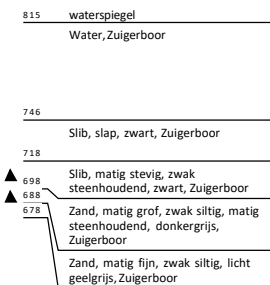 815 waterspiegel
Water,Zuigerboor
746
Slib, slap, zwart, Zuigerboor
718
Slib, matig stevig, zwak
698 steenhoudend, zwart, Zuigerboor
688
Zand, matig grof, zwak siltig, matig
678
steenhoudend, donkergrijs,
Zuigerboor
Zand, matig fijn, zwak siltig, licht
geelgrijs,Zuigerboor